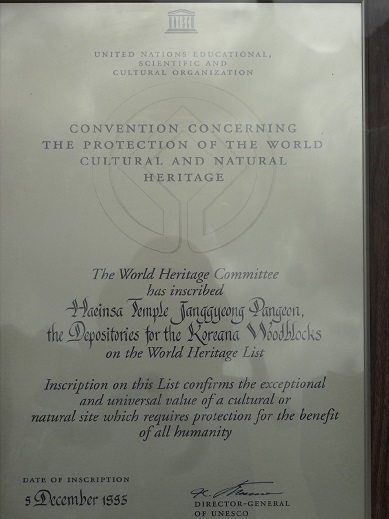 UNESCO
UNITED NATIONS EDUCATIONAL,
SCIENTIFIC AND
CULTURAL ORGANIZATION
CONVENTION CONCERNING
THE PROTECTION OF THE WORLD
CULTURAL AND NATURAL
HERITAGE
The World Heritage Committee
has inscribed
Haeinsa Temple Janggyeong Pangeon,
the Depositories for the Koreana Woodblocks
on the World Heritage List
Inscription on this List confirms the exceptional
and universal value of a cultural or
natural site which requires protection for the benefit
of all humanity
DATE OF INSCRIPTION
9 December 1995
DIRECTOR-GENERAL
OF UNESCO